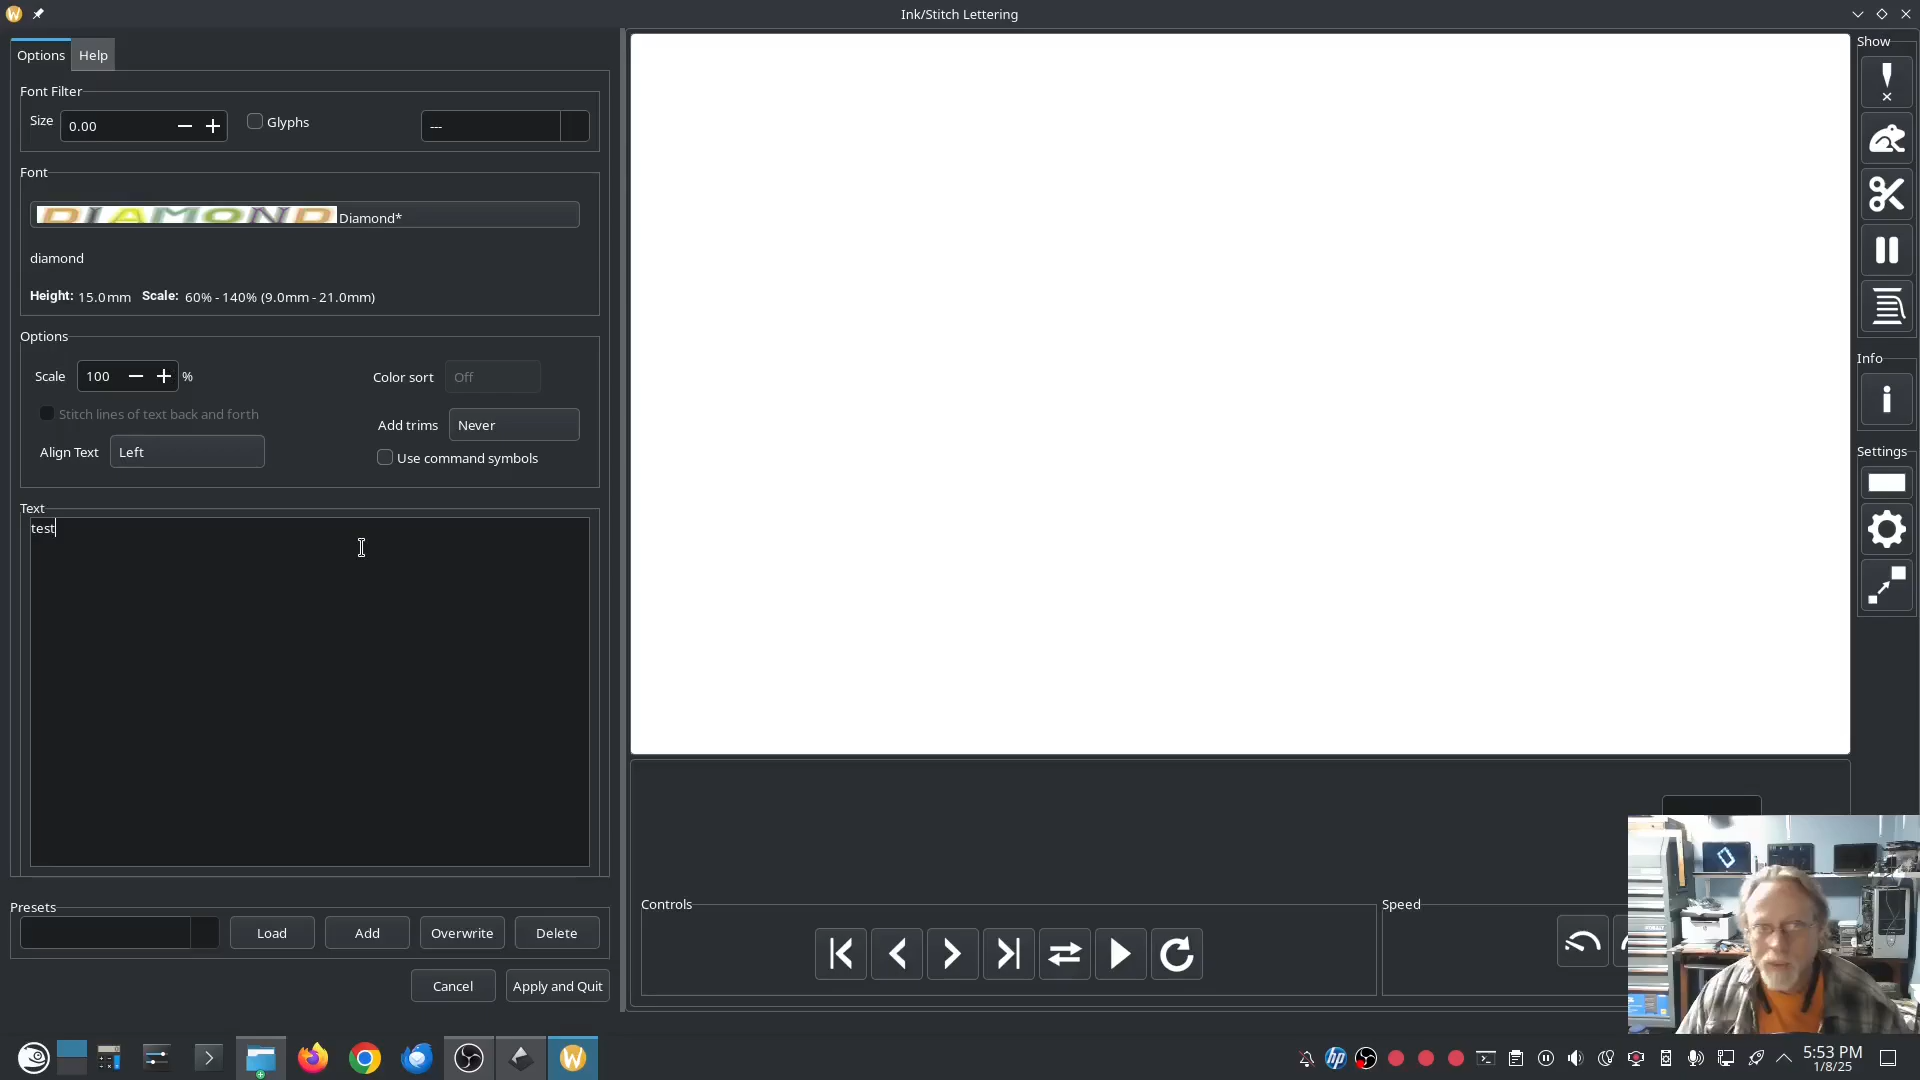 Ink/Stitch Lettering
Options
Help
Font Filter
Size
0.00
Glyphs
---
Font
DIAMOND
Diamond*
diamond
Height: 15.0mm Scale: 60% - 140% (9.0mm - 21.0mm)
Options
Scale
100
%
Color sort
Off
Stitch lines of text back and forth
Add trims
Never
Align Text
Left
Use command symbols
Text
test
Presets
Load
Add
Overwrite
Delete
Cancel
Apply and Quit
Show
Info
Settings
Controls
Speed
5:53 PM
1/8/25